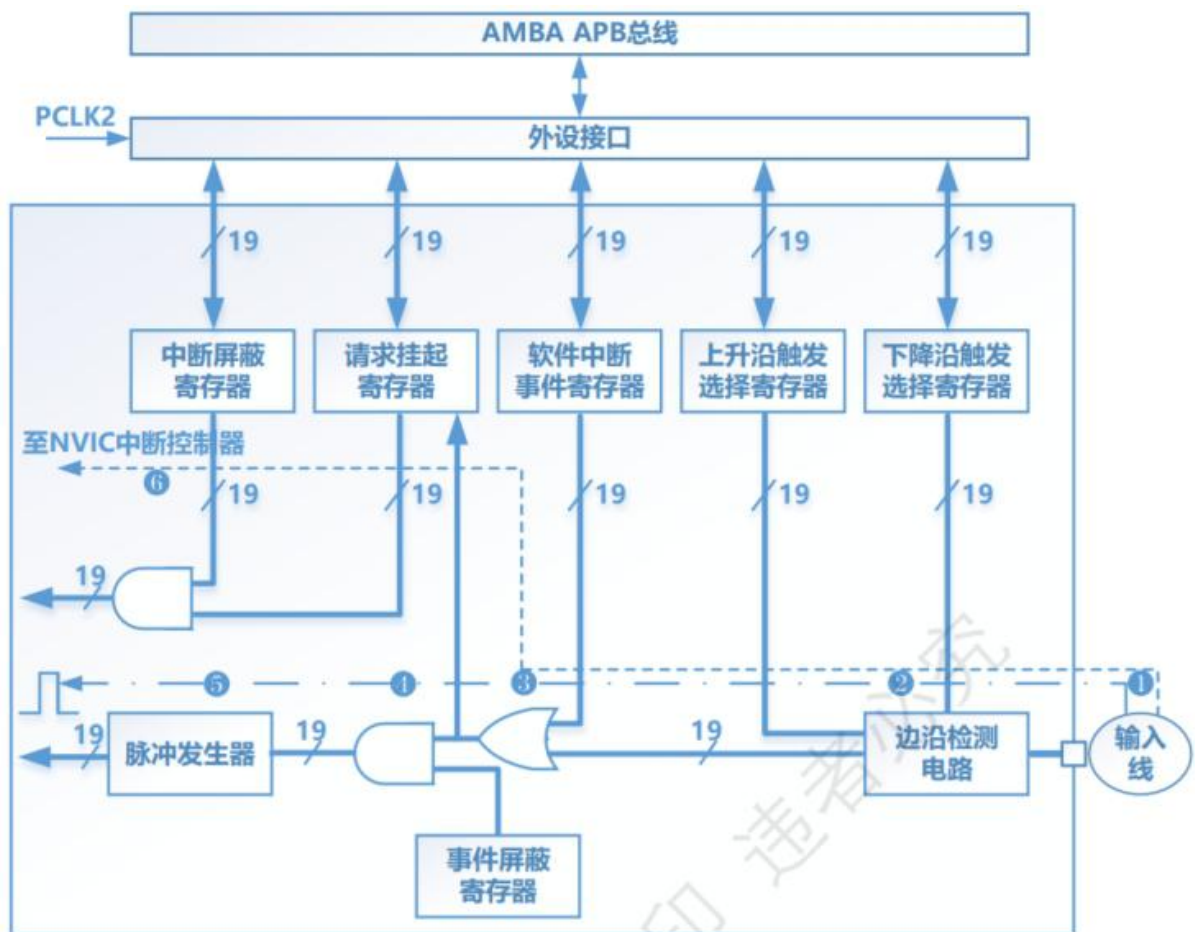 AMBA APB总线
PCLK2
外设接口
19 19 19 19 19
中断屏蔽
寄存器
请求挂起
寄存器
软件中断
事件寄存器
上升沿触发
选择寄存器
下降沿触发
选择寄存器
至NVIC中断控制器
❻
19 19 19 19
19
❺ ❹ ❸ ❷ ❶
19
脉冲发生器
19
19
边沿检测
电路
输入
线
事件屏蔽
寄存器
印 违者必究